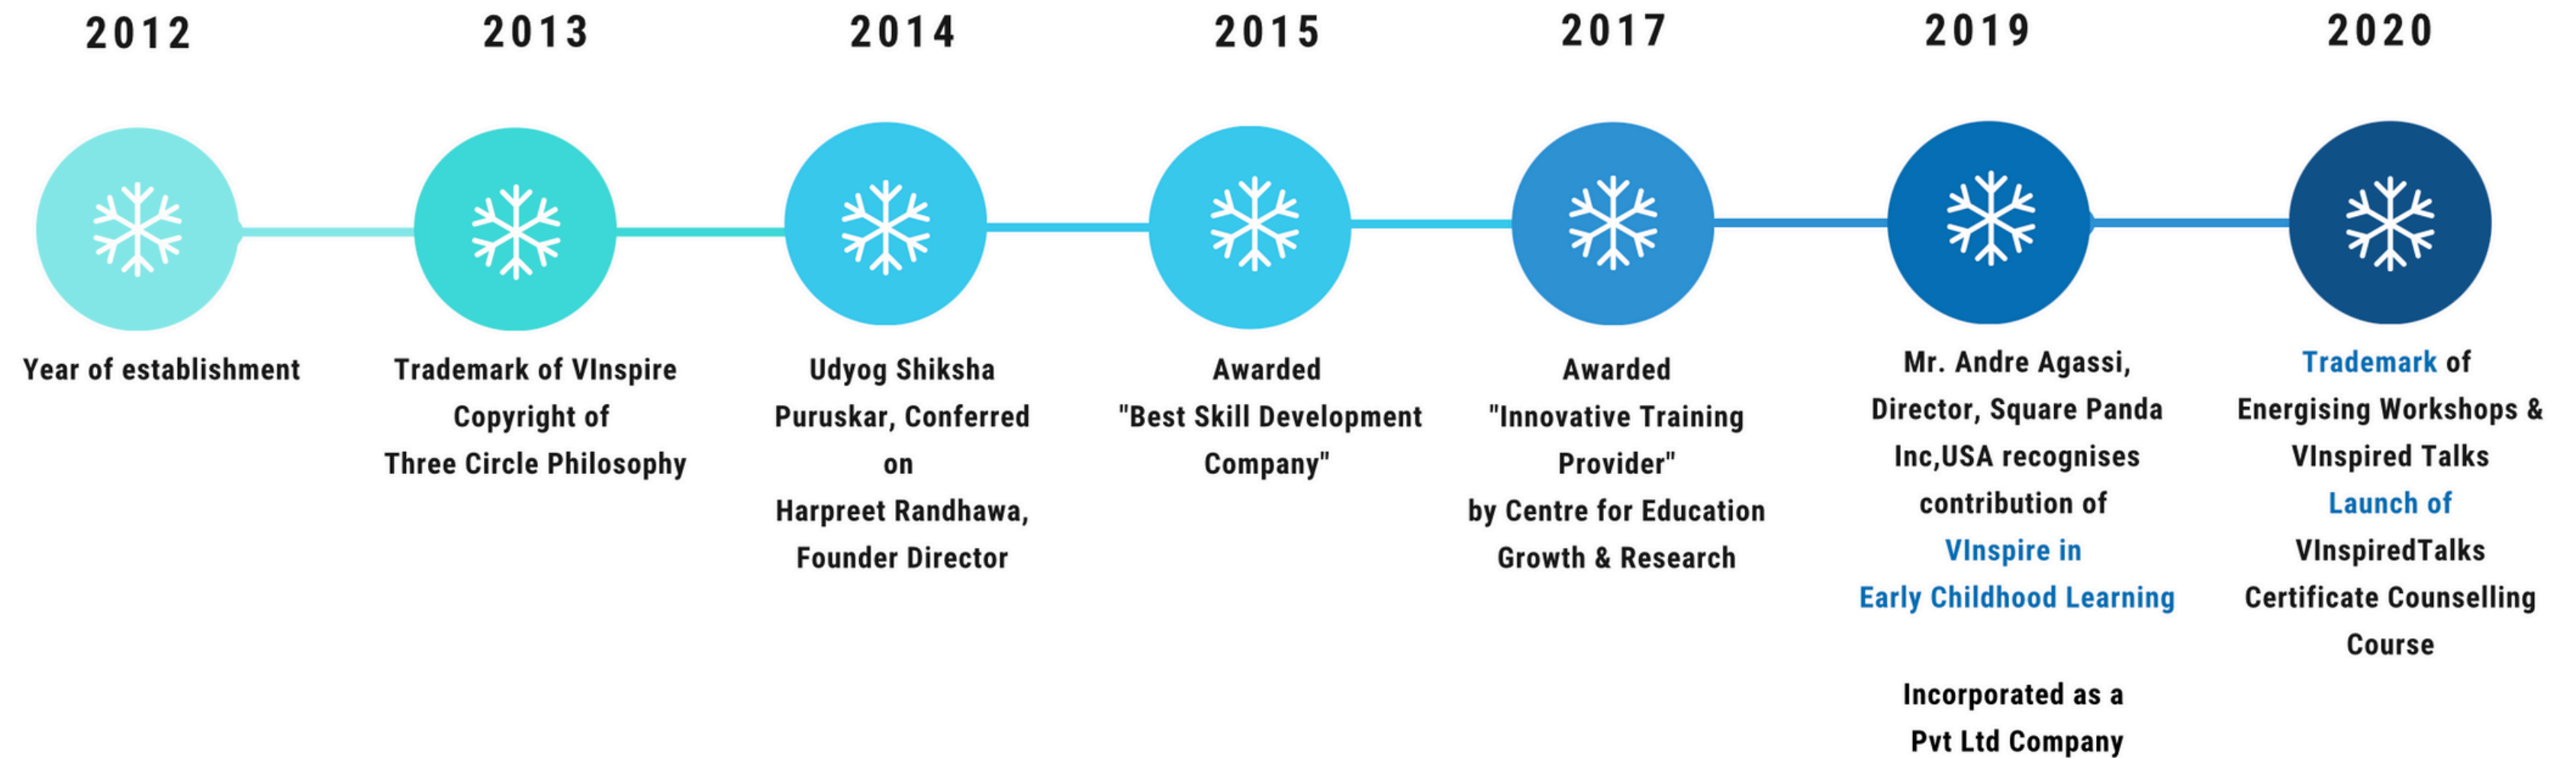 2012
Year of establishment
2013
Trademark of VInspire
Copyright of
Three Circle Philosophy
2014
Udyog Shiksha
Puruskar, Conferred
on
Harpreet Randhawa,
Founder Director
2015
Awarded
"Best Skill Development
Company"
2017
Awarded
"Innovative Training
Provider"
by Centre for Education
Growth & Research
2019
Mr. Andre Agassi,
Director, Square Panda
Inc,USA recognises
contribution of
VInspire in
Early Childhood Learning
Incorporated as a
Pvt Ltd Company
2020
Trademark of
Energising Workshops &
VInspired Talks
Launch of
VInspiredTalks
Certificate Counselling
Course